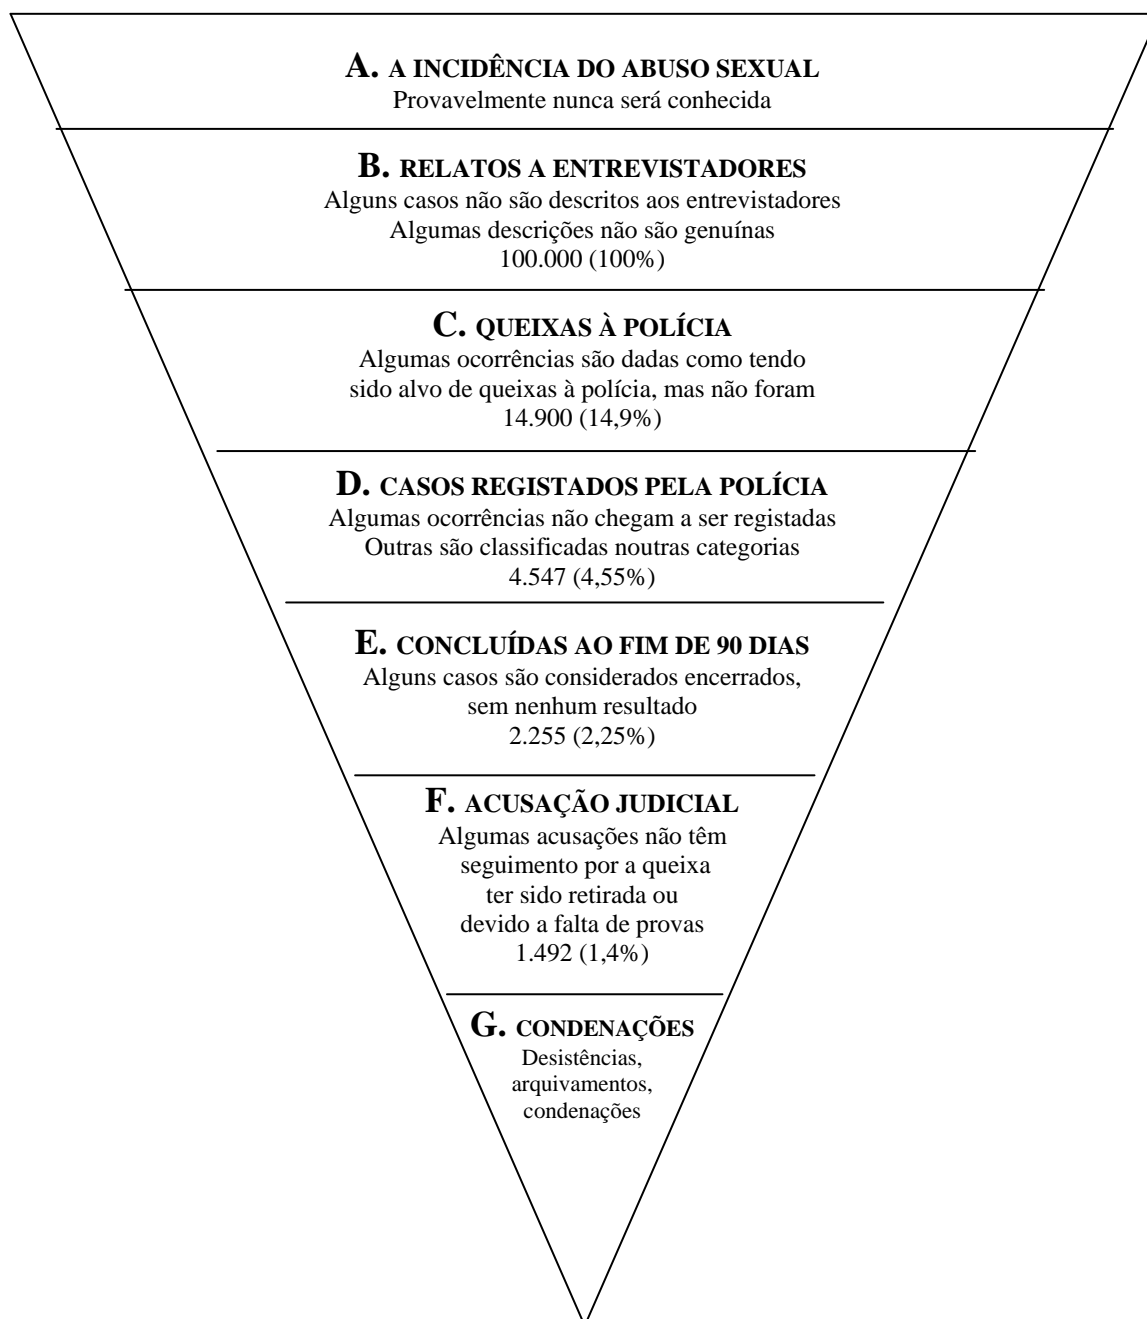 A. A INCIDÊNCIA DO ABUSO SEXUAL
Provavelmente nunca será conhecida
B. RELATOS A ENTREVISTADORES
Alguns casos não são descritos aos entrevistadores
Algumas descrições não são genuínas
100.000 (100%)
C. QUEIXAS À POLÍCIA
Algumas ocorrências são dadas como tendo
sido alvo de queixas à polícia, mas não foram
14.900 (14,9%)
D. CASOS REGISTADOS PELA POLÍCIA
Algumas ocorrências não chegam a ser registadas
Outras são classificadas noutras categorias
4.547 (4,55%)
E. CONCLUÍDAS AO FIM DE 90 DIAS
Alguns casos são considerados encerrados,
sem nenhum resultado
2.255 (2,25%)
F. ACUSAÇÃO JUDICIAL
Algumas acusações não têm
seguimento por a queixa
ter sido retirada ou
devido a falta de provas
1.492 (1,4%)
G. CONDENAÇÕES
Desistências,
arquivamentos,
condenações